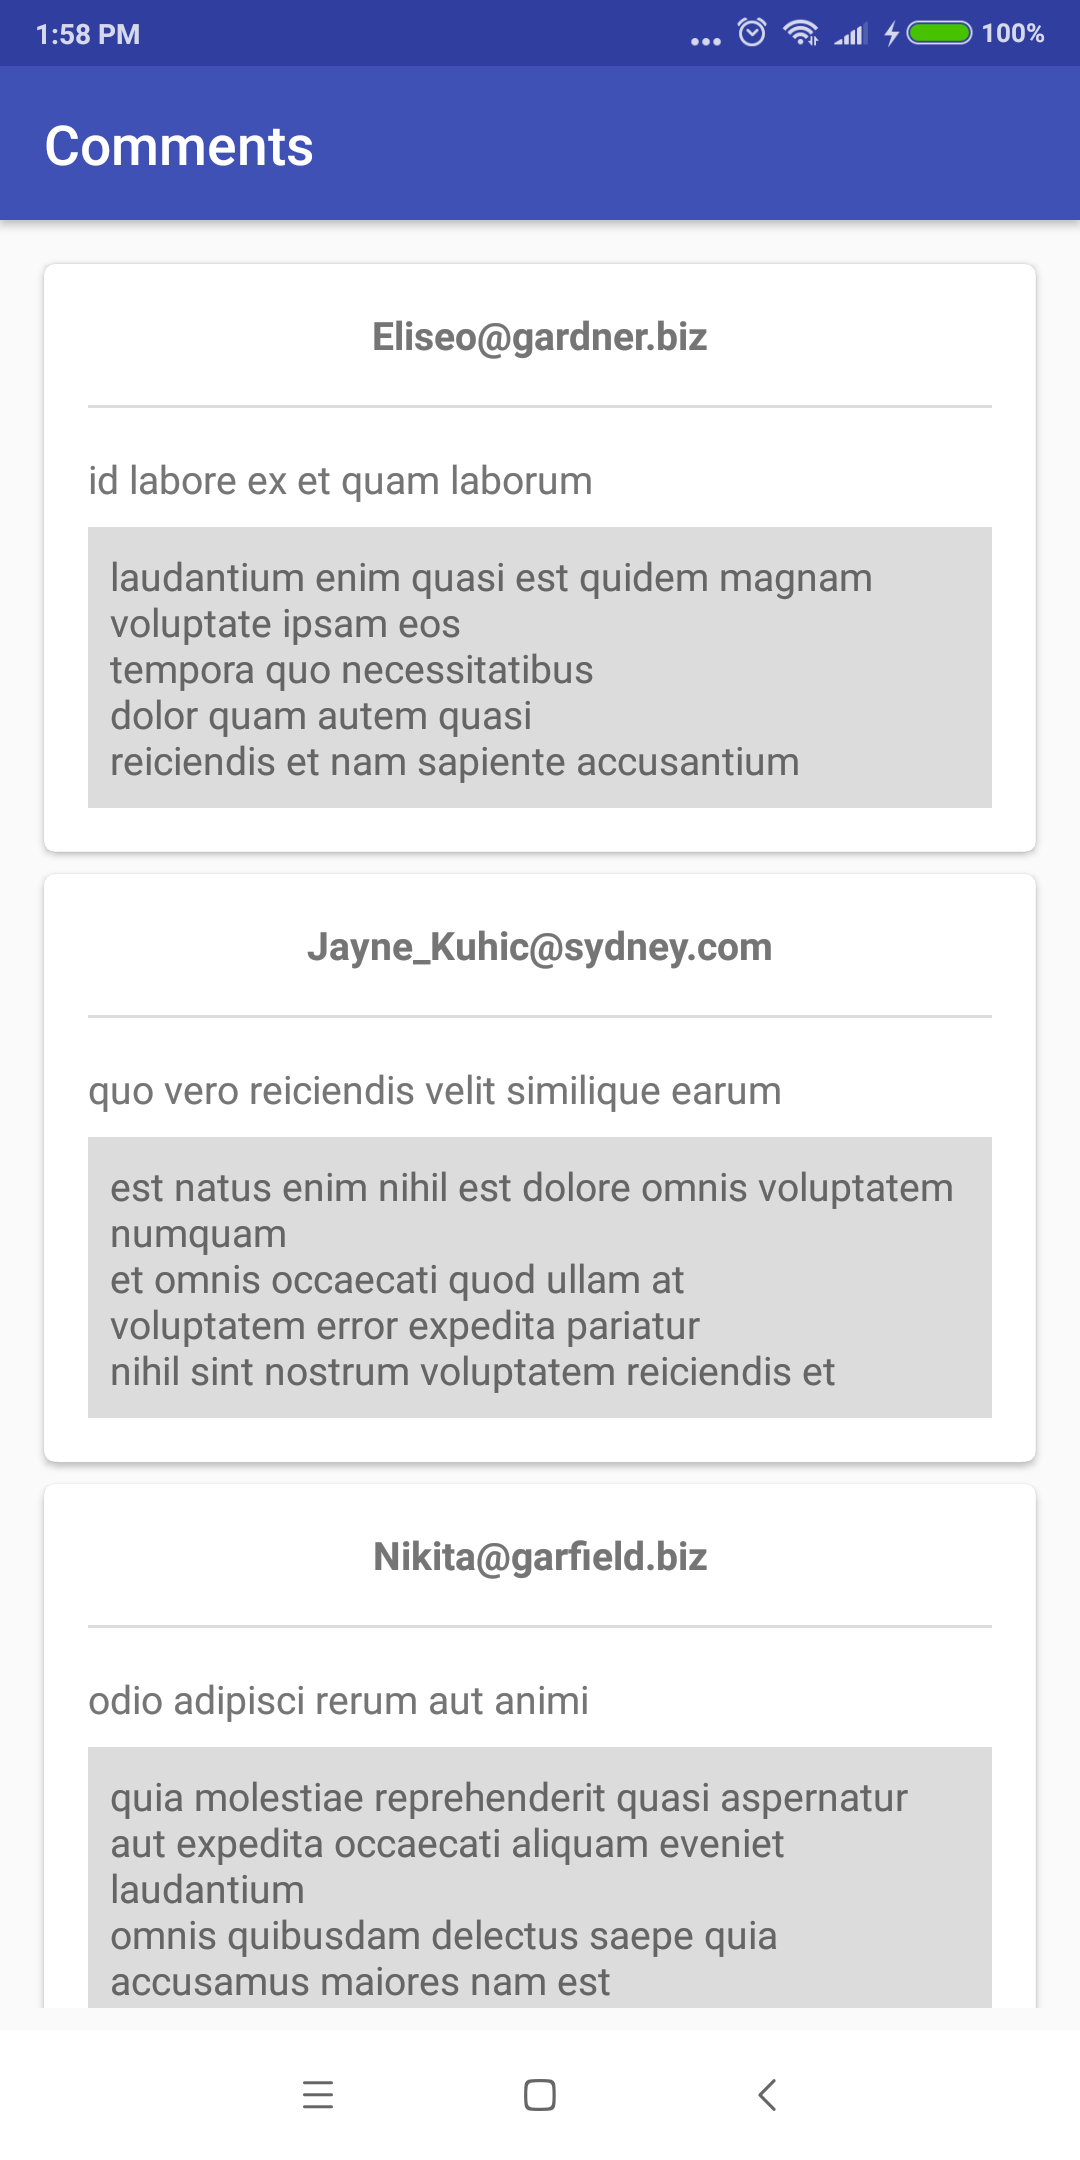 1:58 PM
100%
Comments
Eliseo@gardner.biz
id labore ex et quam laborum
laudantium enim quasi est quidem magnam
voluptate ipsam eos
tempora quo necessitatibus
dolor quam autem quasi
reiciendis et nam sapiente accusantium
Jayne_Kuhic@sydney.com
quo vero reiciendis velit similique earum
est natus enim nihil est dolore omnis voluptatem
numquam
et omnis occaecati quod ullam at
voluptatem error expedita pariatur
nihil sint nostrum voluptatem reiciendis et
Nikita@garfield.biz
odio adipisci rerum aut animi
quia molestiae reprehenderit quasi aspernatur
aut expedita occaecati aliquam eveniet
laudantium
omnis quibusdam delectus saepe quia
accusamus maiores nam est